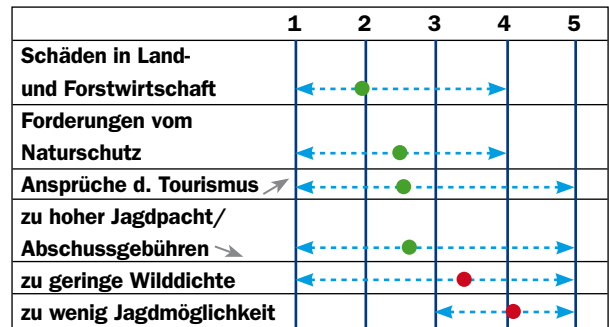 1 2 3 4 5
Schäden in Land-
und Forstwirtschaft
Forderungen vom
Naturschutz
Ansprüche d. Tourismus
zu hoher Jagdpacht/
Abschussgebühren
zu geringe Wilddichte
zu wenig Jagdmöglichkeit